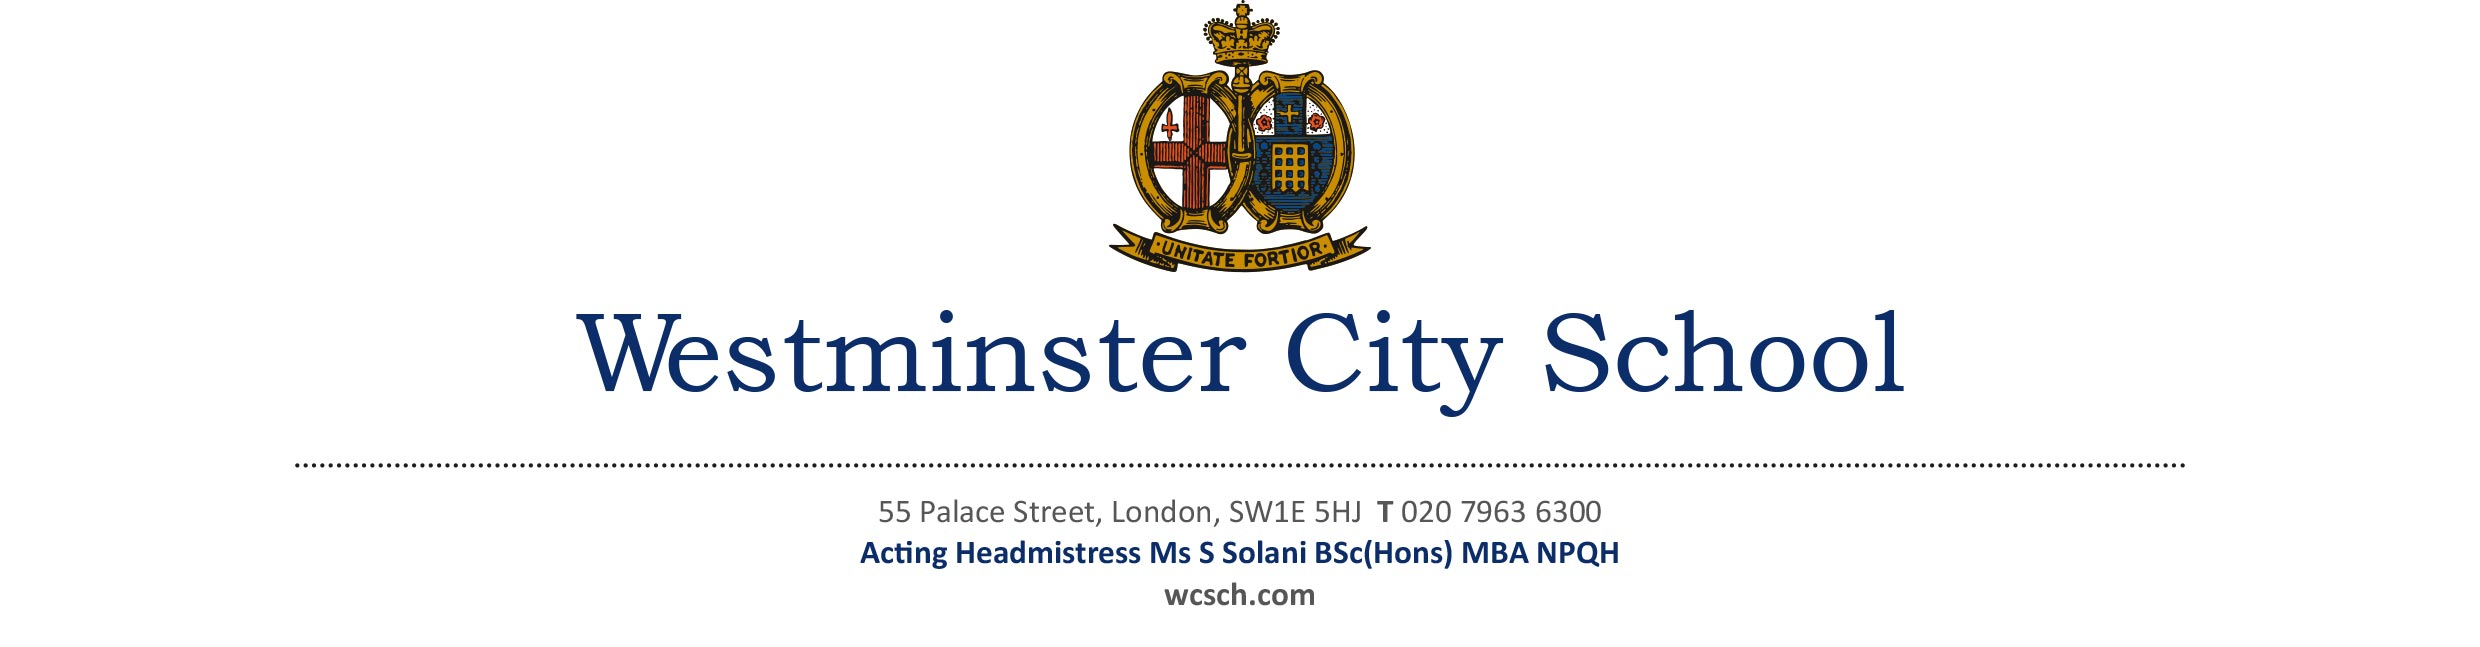 UNITATE FORTIOR
Westminster City School
55 Palace Street, London, SW1E 5HJ T 020 7963 6300
Acting Headmistress Ms S Solani BSc(Hons) MBA NPQH
wcsch.com